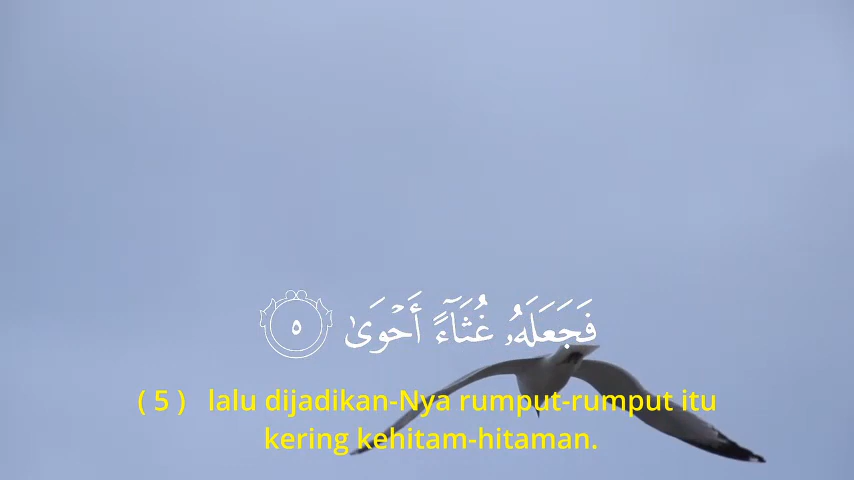 فَجَعَلَهُۥ غُثَآءً أَحْوَىٰ ٥
( 5 ) lalu dijadikan-Nya rumput-rumput itu
kering kehitam-hitaman.